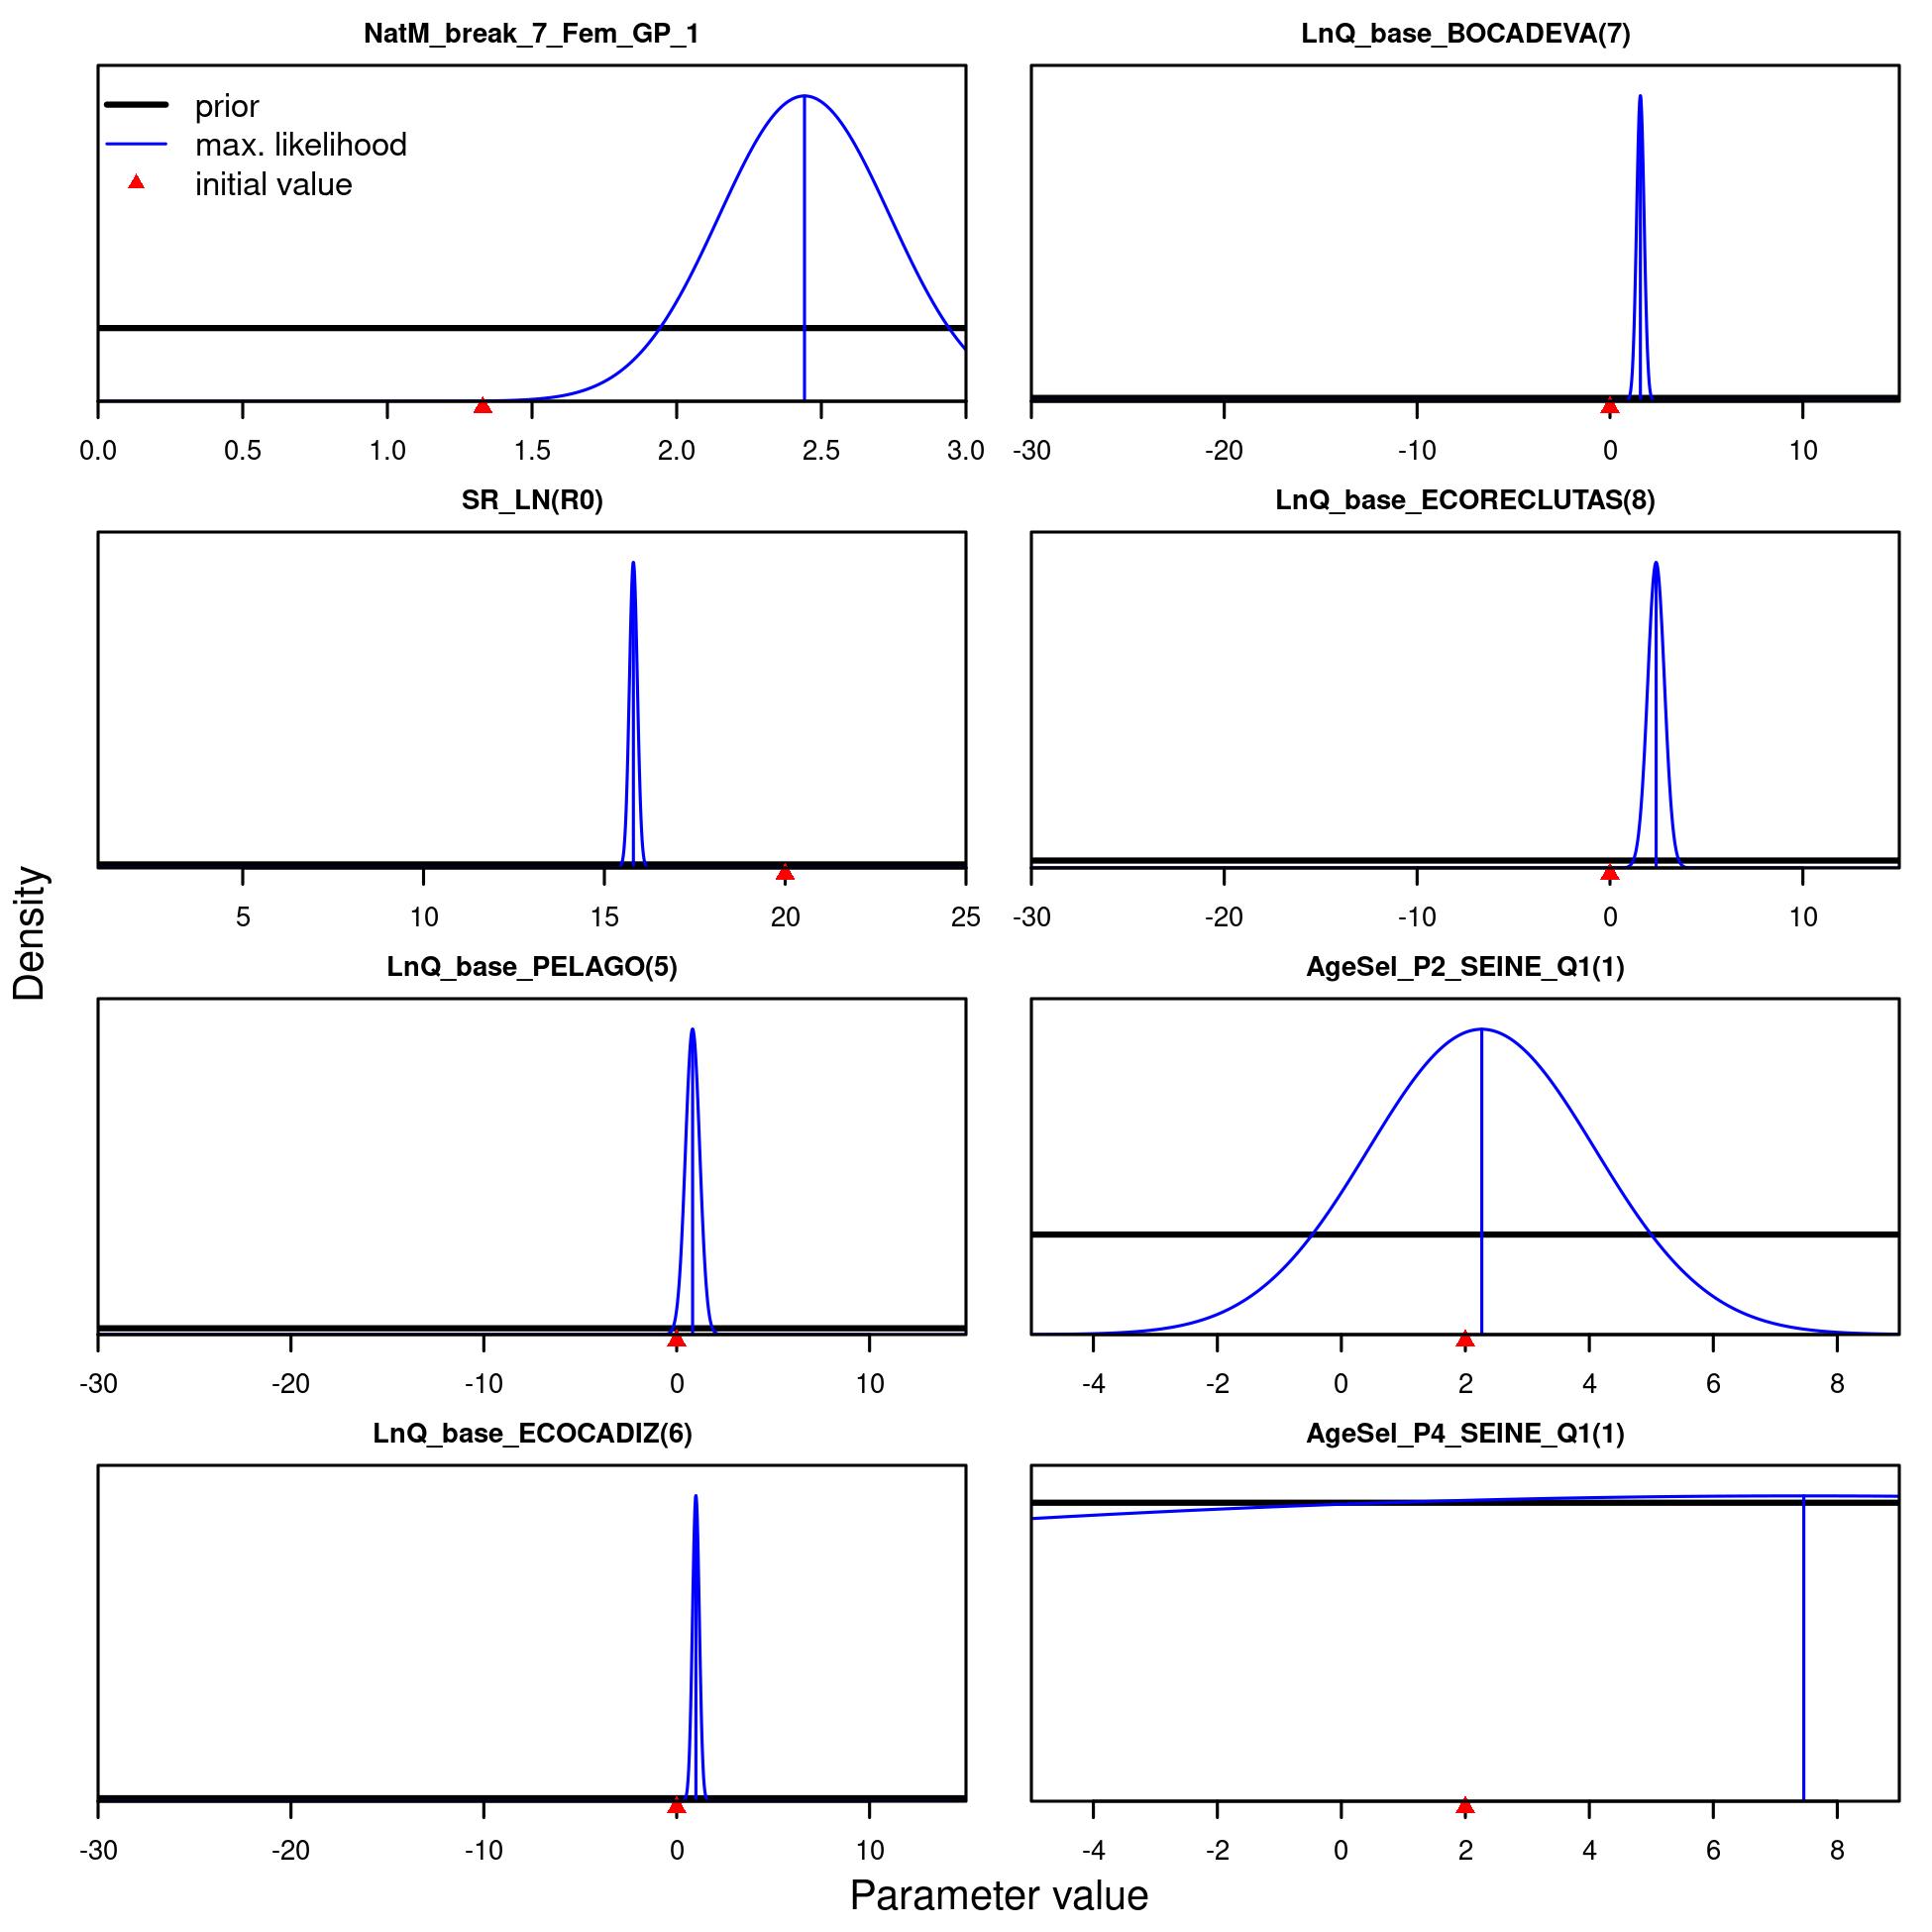 NatM_break_7_Fem_GP_1
prior
max. likelihood
initial value
0.0 0.5 1.0 1.5 2.0 2.5 3.0
LnQ_base_BOCADEVA(7)
-30 -20 -10 0 10
SR_LN(R0)
5 10 15 20 25
LnQ_base_ECORECLUTAS(8)
-30 -20 -10 0 10
LnQ_base_PELAGO(5)
-30 -20 -10 0 10
AgeSel_P2_SEINE_Q1(1)
-4 -2 0 2 4 6 8
LnQ_base_ECOCADIZ(6)
-30 -20 -10 0 10
AgeSel_P4_SEINE_Q1(1)
-4 -2 0 2 4 6 8
Density
Parameter value